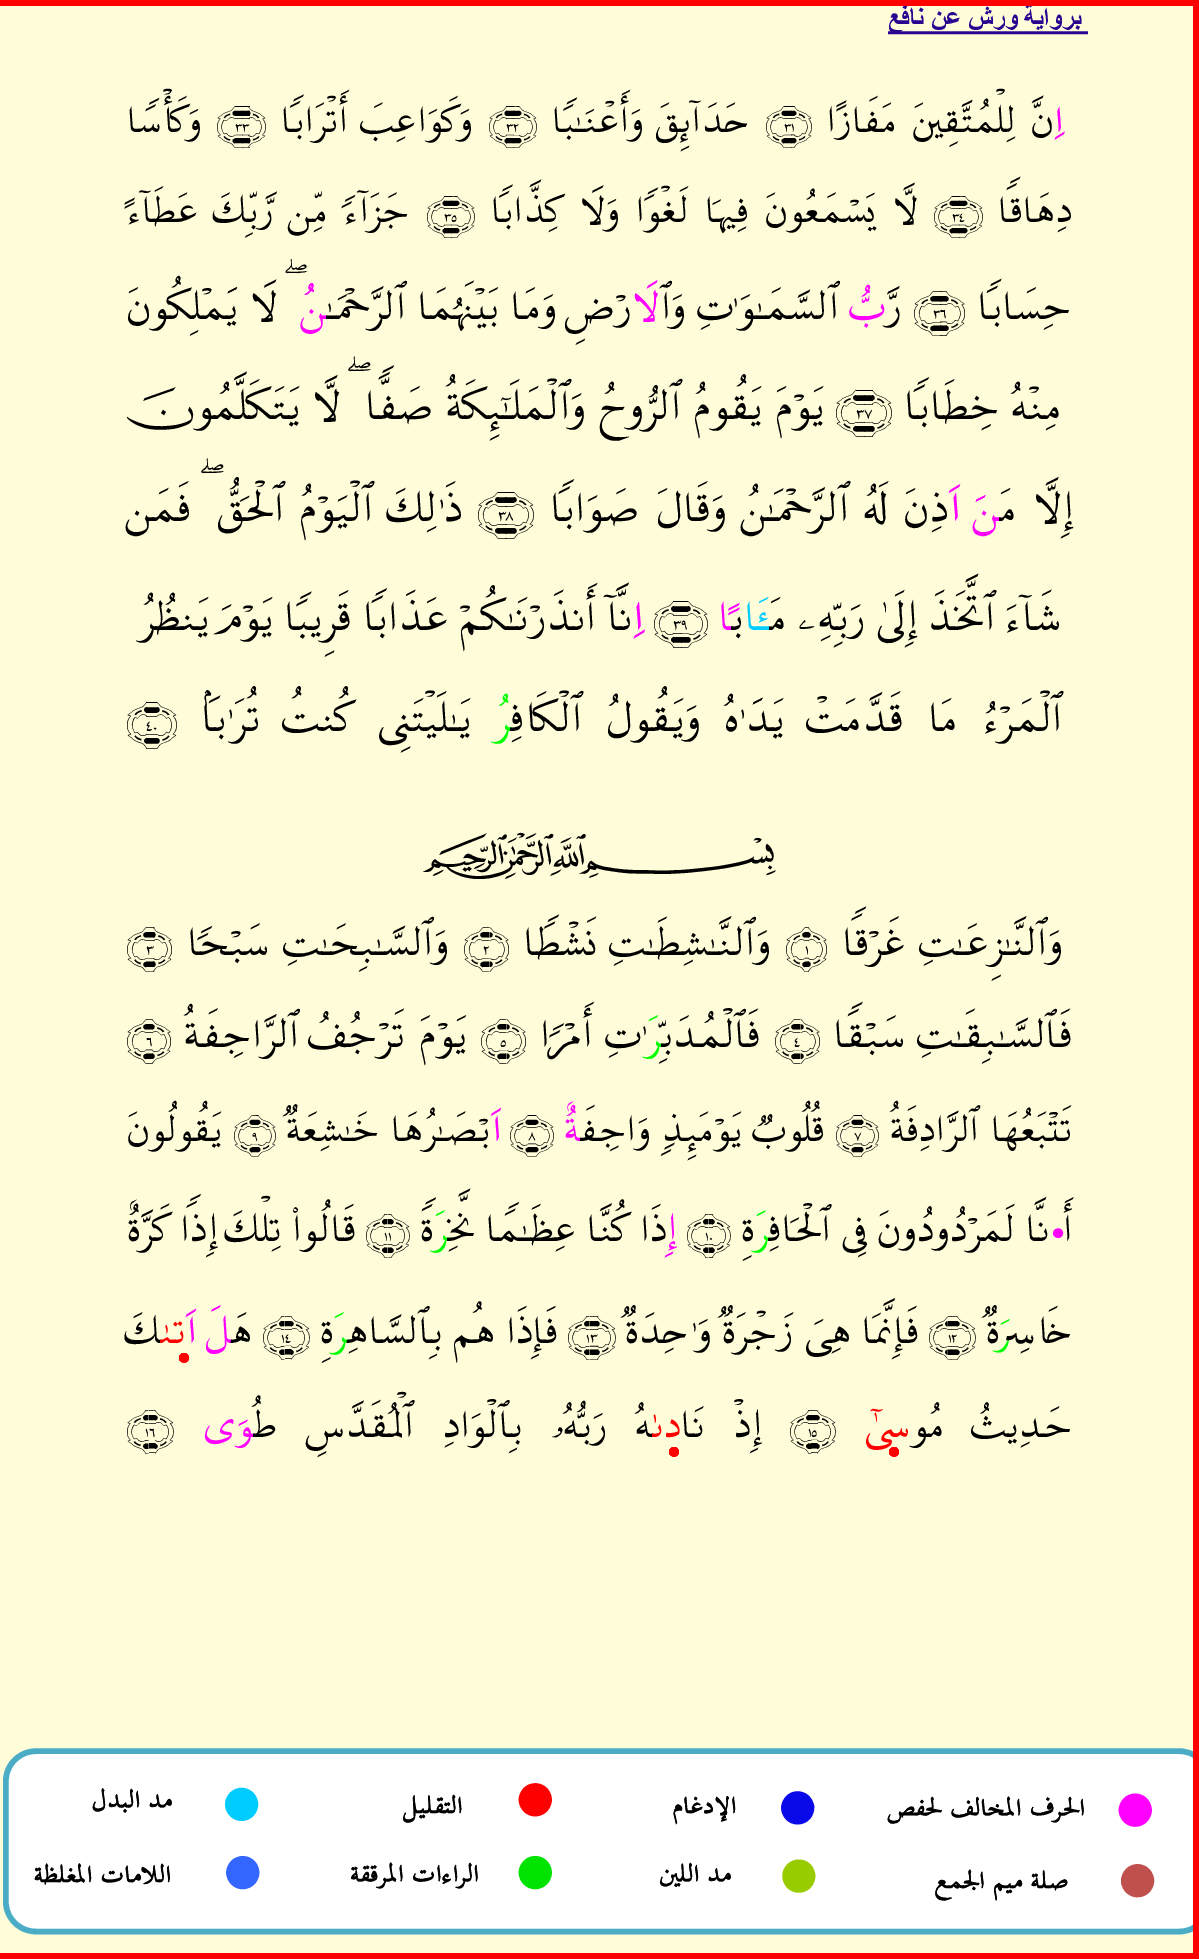 برواية ورش عن نافع
اِنَّ لِلْمُتَّقِينَ مَفَازًا ٣١ حَدَآئِقَ وَأَعْنَٰبًا ٣٢ وَكَوَاعِبَ أَتْرَابًا ٣٣ وَكَأْسًا
دِهَاقًا ٣٤ لَّا يَسْمَعُونَ فِيهَا لَغْوًا وَلَا كِذَّابًا ٣٥ جَزَآءً مِّن رَّبِّكَ عَطَآءً
حِسَابًا ٣٦ رَّبُّ اُ۬لسَّمَٰوَٰتِ وَالَارْضِ وَمَا بَيْنَهُمَا ٱلرَّحْمَٰنُ ۖ لَا يَمْلِكُونَ
مِنْهُ خِطَابًا ٣٧ يَوْمَ يَقُومُ ٱلرُّوحُ وَٱلْمَلَٰٓئِكَةُ صَفًّا ۖ لَّا يَتَكَلَّمُونَ
إِلَّا مَنَ اَذِنَ لَهُ ٱلرَّحْمَٰنُ وَقَالَ صَوَابًا ٣٨ ذَٰلِكَ ٱلْيَوْمُ ٱلْحَقُّ ۖ فَمَن
شَآءَ ٱتَّخَذَ إِلَىٰ رَبِّهِۦ مَـَٔابًا ٣٩ اِنَّآ أَنذَرْنَٰكُمْ عَذَابًا قَرِيبًا يَوْمَ يَنظُرُ
ٱلْمَرْءُ مَا قَدَّمَتْ يَدَاهُ وَيَقُولُ ٱلْكَافِرُ يَٰلَيْتَنِى كُنتُ تُرَٰبَۢا ٤٠
بِسْمِ ٱللَّهِ ٱلرَّحْمَٰنِ ٱلرَّحِيمِ
وَٱلنَّٰزِعَٰتِ غَرْقًا ١ وَٱلنَّٰشِطَٰتِ نَشْطًا ٢ وَٱلسَّٰبِحَٰتِ سَبْحًا ٣
فَٱلسَّٰبِقَٰتِ سَبْقًا ٤ فَٱلْمُدَبِّرَٰتِ أَمْرًا ٥ يَوْمَ تَرْجُفُ ٱلرَّاجِفَةُ ٦
تَتْبَعُهَا ٱلرَّادِفَةُ ٧ قُلُوبٌ يَوْمَئِذٍ وَاجِفَةٌ ٨ اَبْصَٰرُهَا خَٰشِعَةٌ ٩ يَقُولُونَ
أَ•نَّا لَمَرْدُودُونَ فِى ٱلْحَافِرَةِ ١٠ إِذَا كُنَّا عِظَٰمًا نَّخِرَةً ١١ قَالُوا۟ تِلْكَ إِذًا كَرَّةٌ
خَاسِرَةٌ ١٢ فَإِنَّمَا هِىَ زَجْرَةٌ وَٰحِدَةٌ ١٣ فَإِذَا هُم بِٱلسَّاهِرَةِ ١٤ هَلَ اَتىٰكَ
حَدِيثُ مُوسىٰٓ ١٥ إِذْ نَادىٰهُ رَبُّهُۥ بِٱلْوَادِ ٱلْمُقَدَّسِ طُوَى ١٦
الحرف المخالف لحفص الإدغام التقليل مد البدل
صلة ميم الجمع مد اللين الراءات المرققة اللامات المغلظة